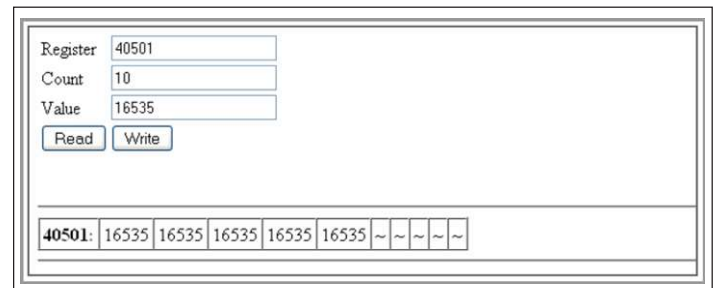 Register 40501
Count 10
Value 16535
Read Write
40501: 16535 16535 16535 16535 16535 ~ ~ ~ ~ ~